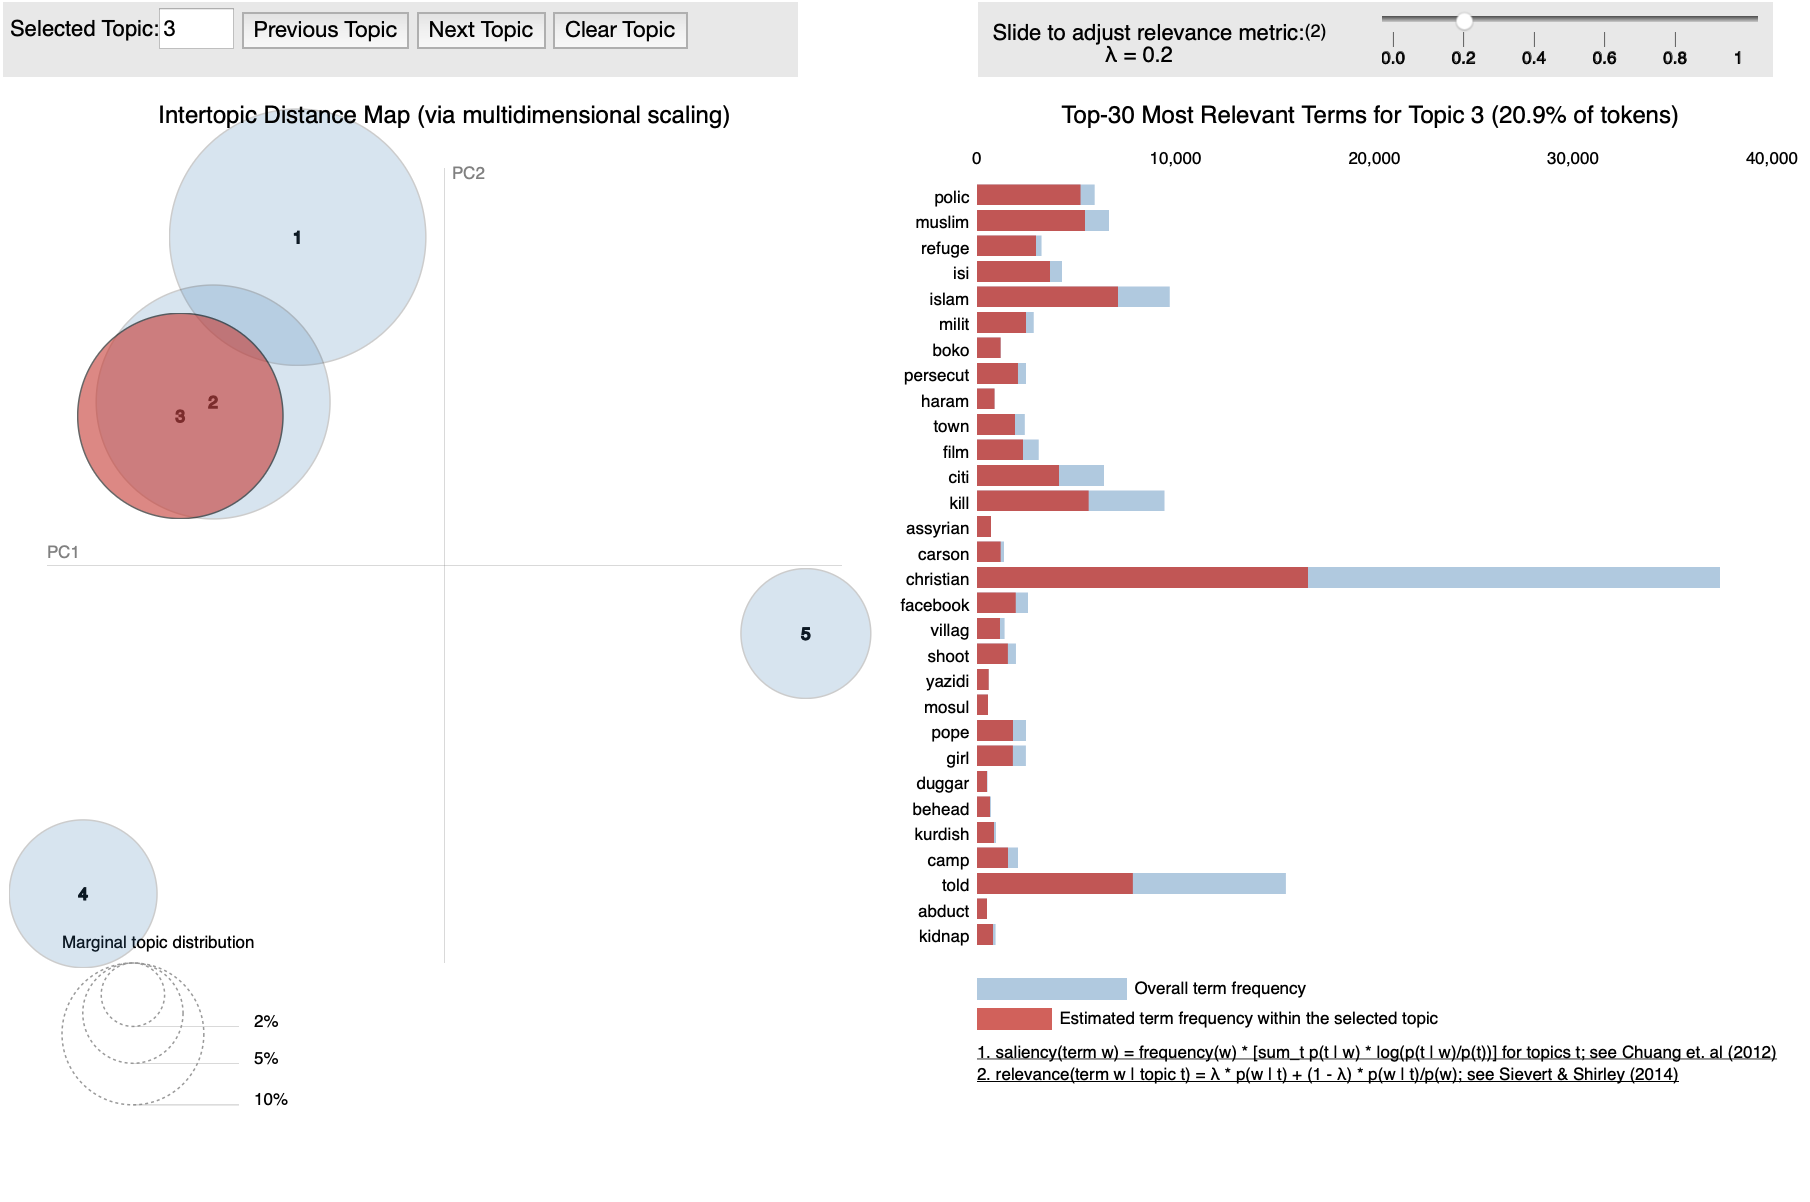 Selected Topic: 3 Previous Topic Next Topic Clear Topic
Slide to adjust relevance metric:(2)
λ = 0.2
0.0 0.2 0.4 0.6 0.8 1
Intertopic Distance Map (via multidimensional scaling)
PC2
1
2
3
PC1
5
4
Marginal topic distribution
2%
5%
10%
Top-30 Most Relevant Terms for Topic 3 (20.9% of tokens)
0 10,000 20,000 30,000 40,000
polic
muslim
refuge
isi
islam
milit
boko
persecut
haram
town
film
citi
kill
assyrian
carson
christian
facebook
villag
shoot
yazidi
mosul
pope
girl
duggar
behead
kurdish
camp
told
abduct
kidnap
Overall term frequency
Estimated term frequency within the selected topic
1. saliency(term w) = frequency(w) * [sum_t p(t | w) * log(p(t | w)/p(t))] for topics t; see Chuang et. al (2012)
2. relevance(term w | topic t) = λ * p(w | t) + (1 - λ) * p(w | t)/p(w); see Sievert & Shirley (2014)